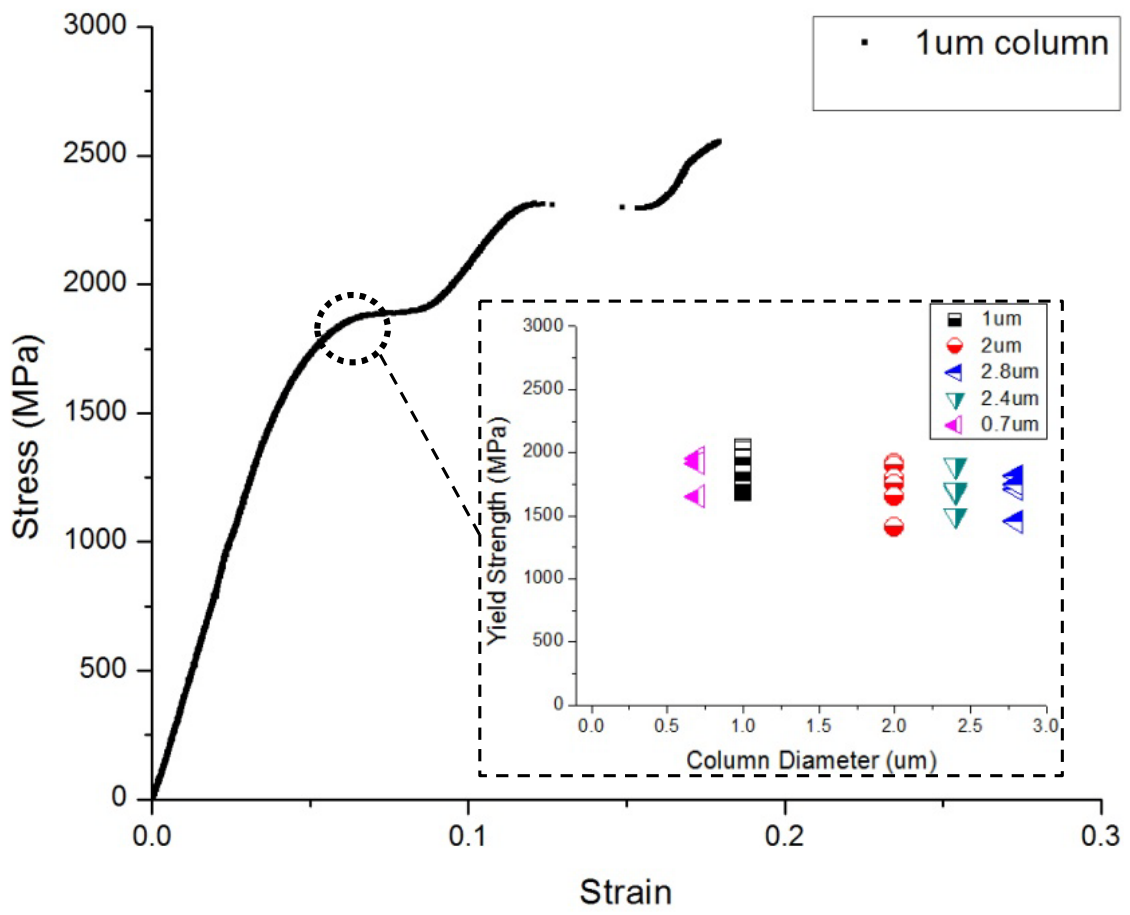 3000
2500
2000
1500
1000
500
0
Stress (MPa)
0.0
0.1
0.2
0.3
Strain
1um column
3000
2500
2000
1500
1000
500
0
Yield Strength (MPa)
0.0
0.5
1.0
1.5
2.0
2.5
3.0
Column Diameter (um)
1um
2um
2.8um
2.4um
0.7um